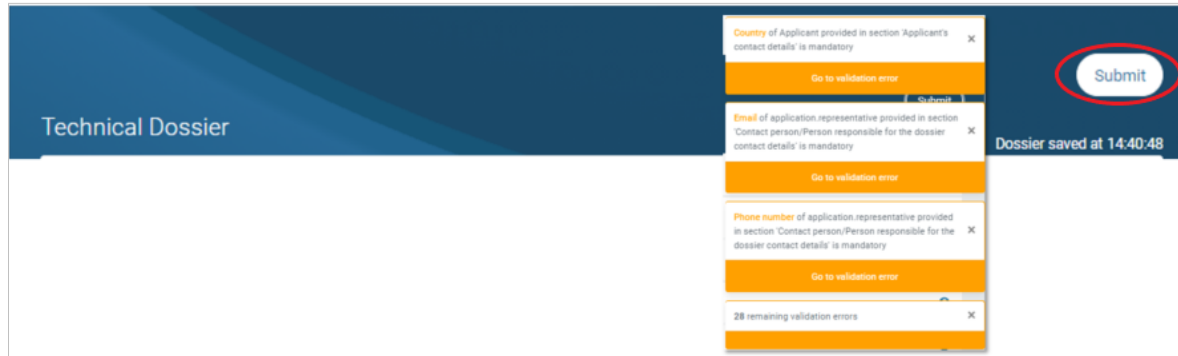 Country of Applicant provided in section 'Applicant's
contact details' is mandatory
Go to validation error
Submit
Submit
Technical Dossier
Email of application.representative provided in section
'Contact person/Person responsible for the dossier
contact details' is mandatory
Dossier saved at 14:40:48
Go to validation error
Phone number of application.representative provided
in section 'Contact person/Person responsible for the
dossier contact details' is mandatory
Go to validation error
28 remaining validation errors